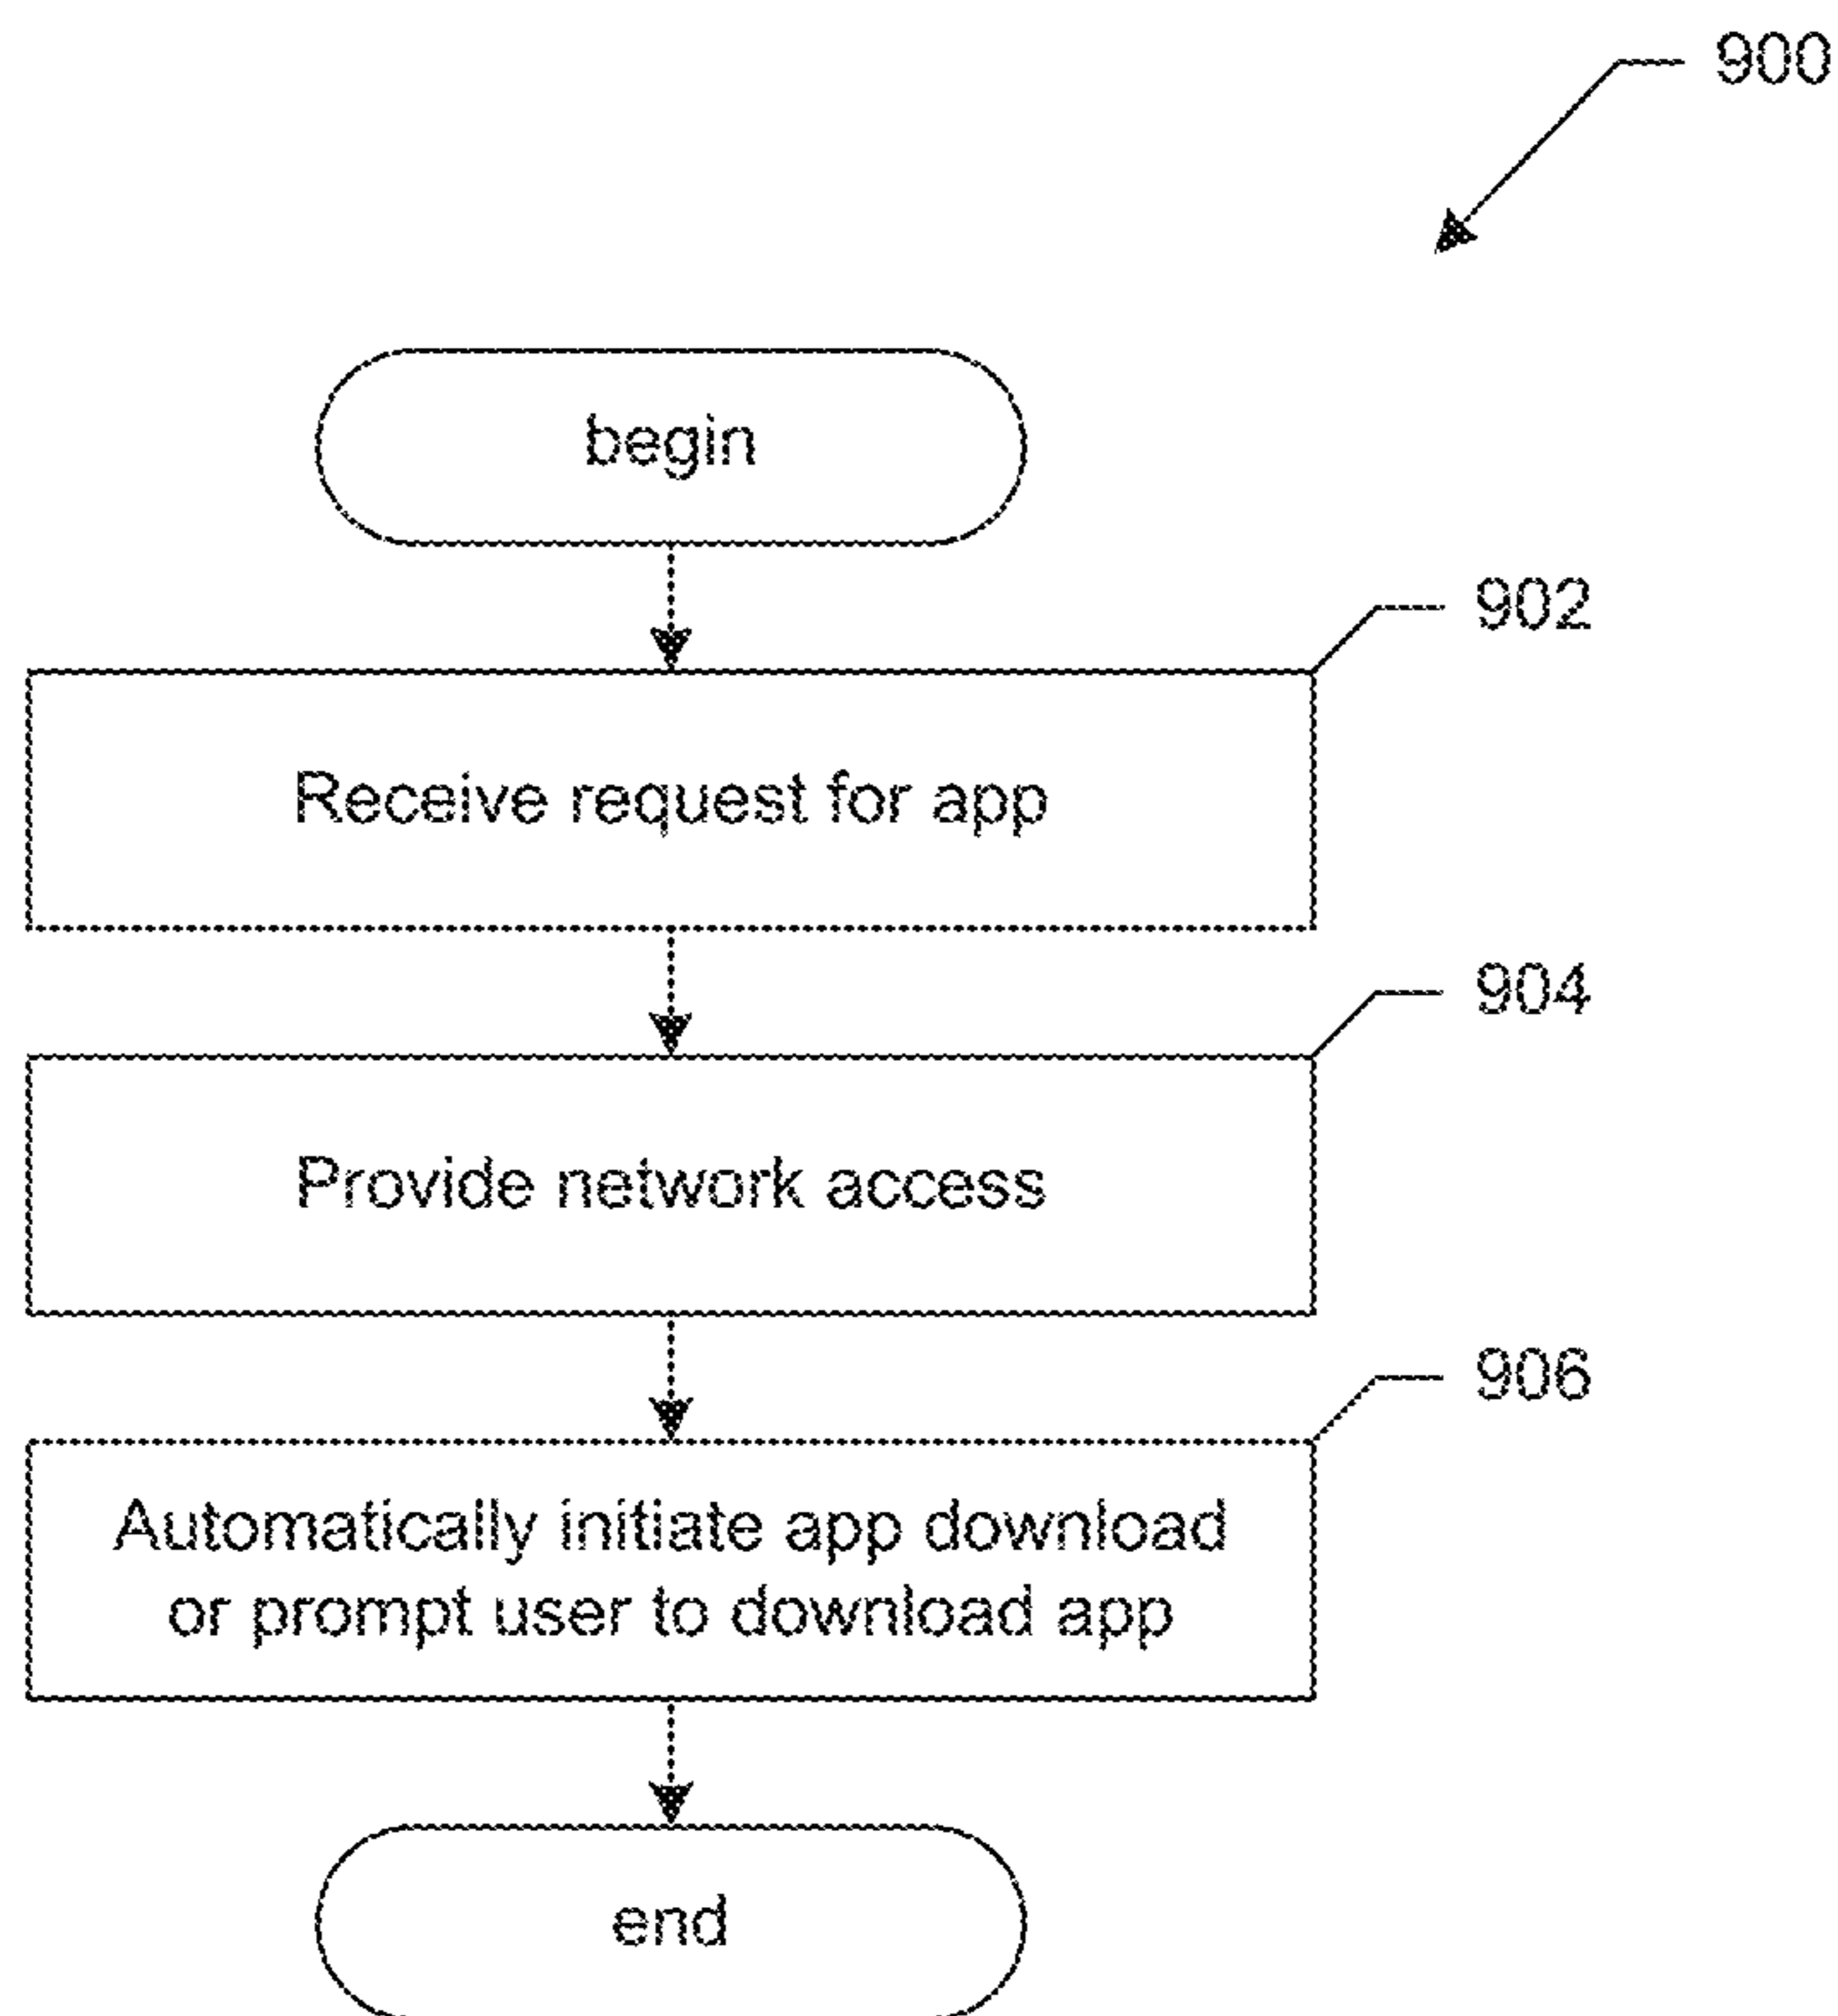 900
begin
902
Receive request for app
904
Provide network access
906
Automatically initiate app download
or prompt user to download app
end